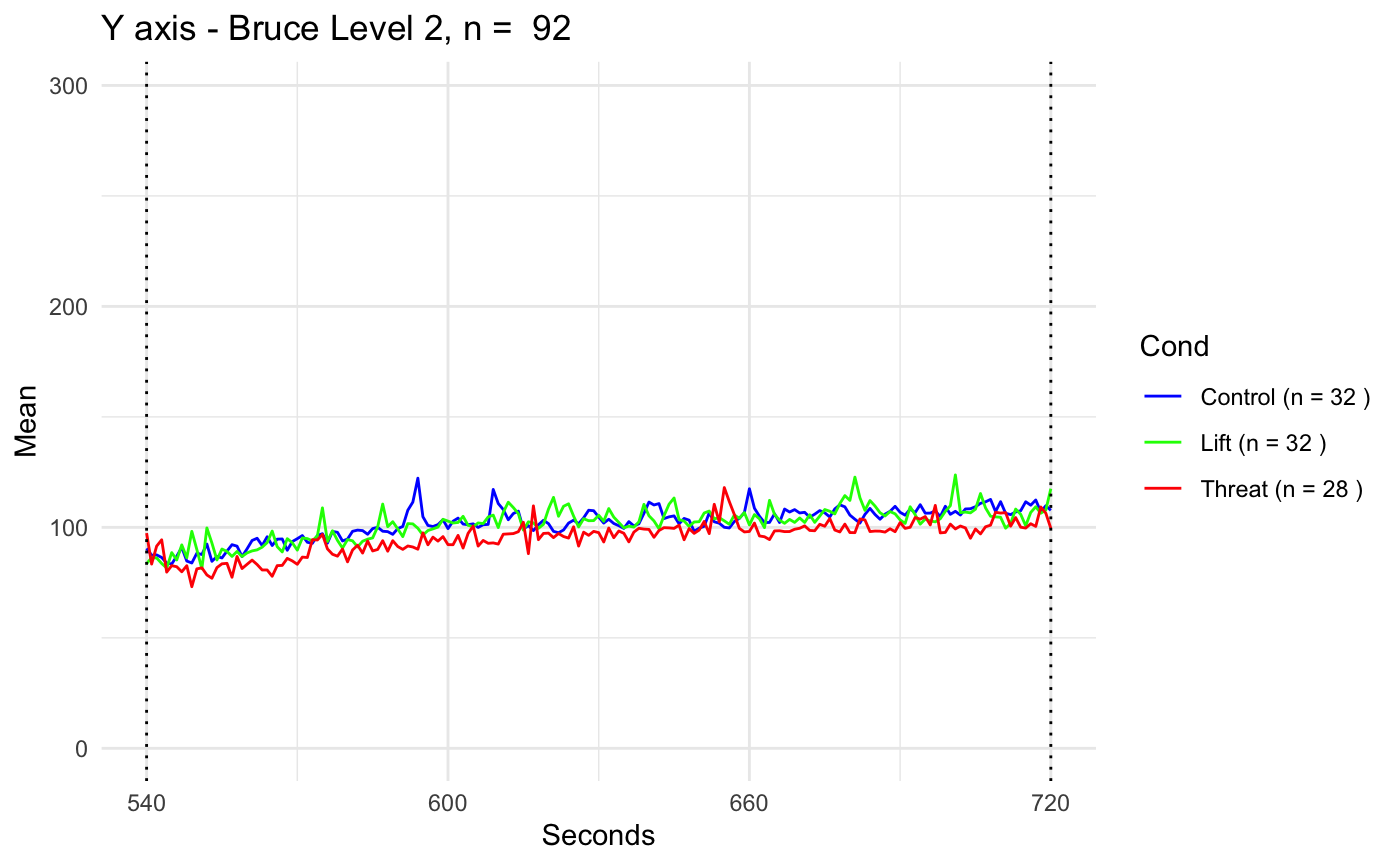 Y axis - Bruce Level 2, n =  92
300
200
100
0
Mean
540
600
660
720
Seconds
Cond
Control (n = 32 )
Lift (n = 32 )
Threat (n = 28 )